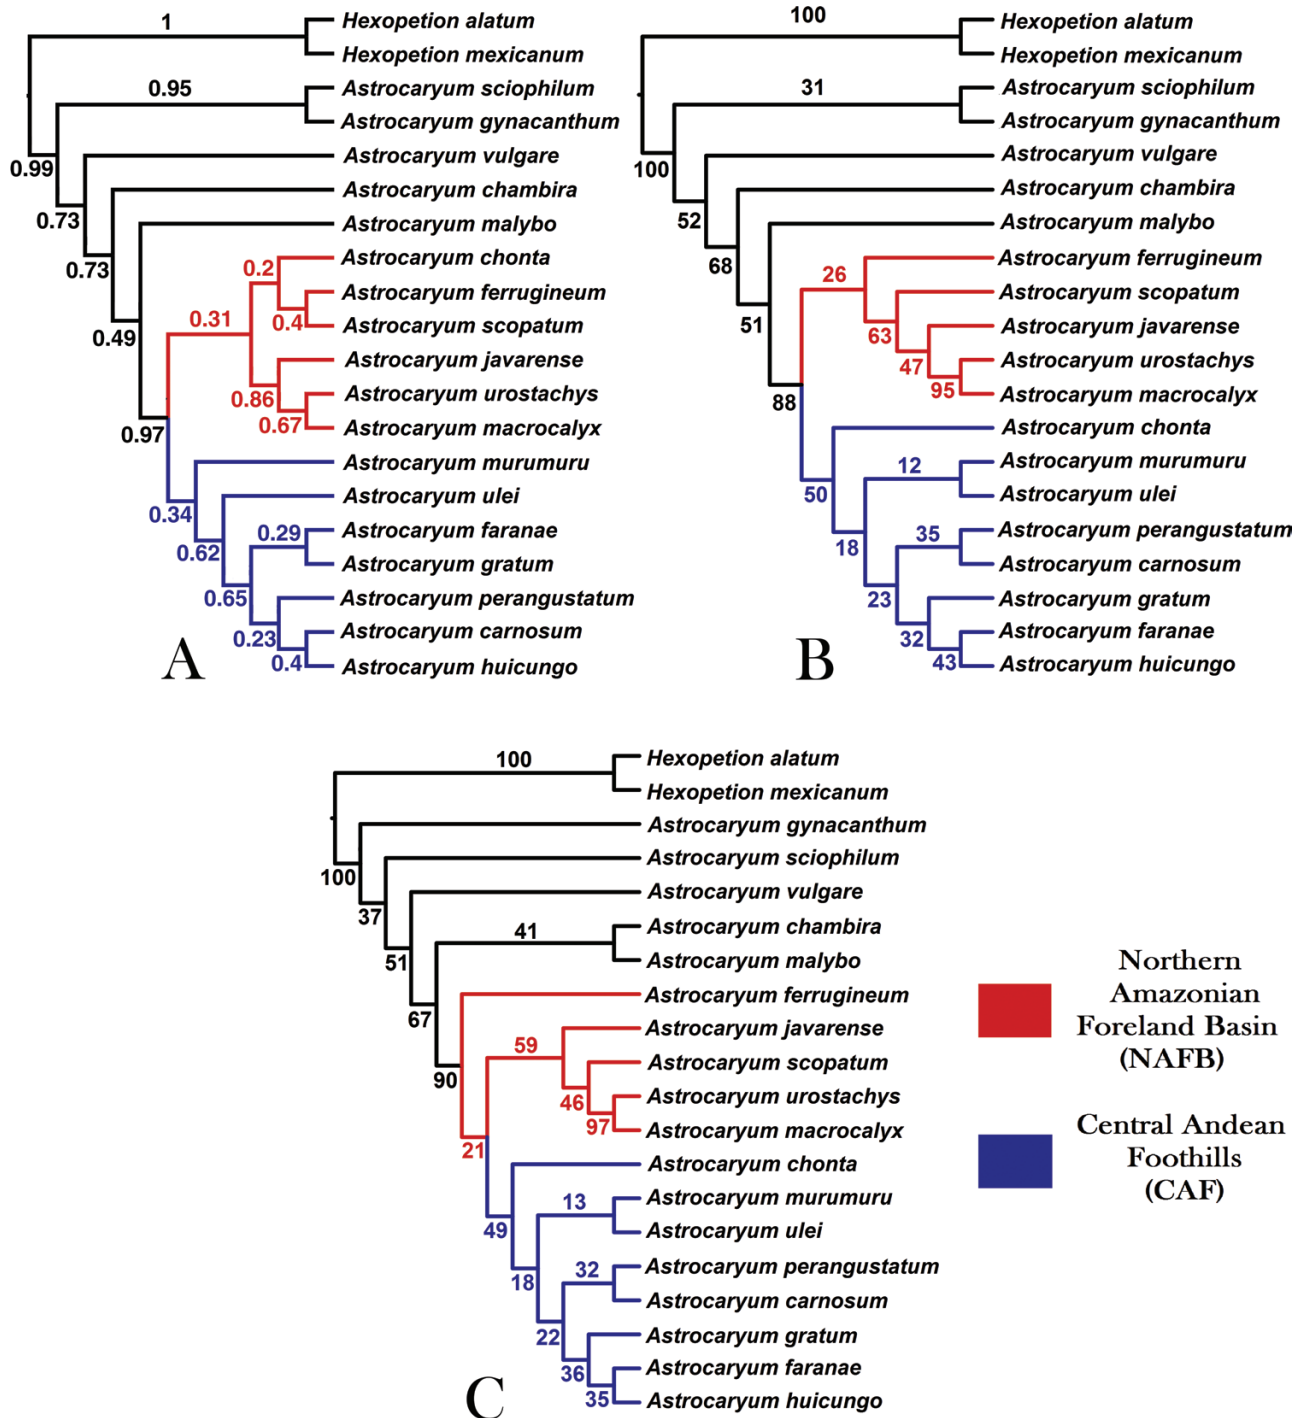 1
Hexopetion alatum
Hexopetion mexicanum
0.95
Astrocaryum sciophilum
Astrocaryum gynacanthum
0.99
Astrocaryum vulgare
0.73
Astrocaryum chambira
0.73
Astrocaryum malybo
0.49
0.2
Astrocaryum chonta
Astrocaryum ferrugineum
0.31
0.4
Astrocaryum scopatum
Astrocaryum javarense
0.86
Astrocaryum urostachys
0.67
Astrocaryum macrocalyx
0.97
Astrocaryum murumuru
0.34
Astrocaryum ulei
0.62
0.29
Astrocaryum faranae
Astrocaryum gratum
0.65
Astrocaryum perangustatum
0.23
Astrocaryum carnosum
0.4
Astrocaryum huicungo
A
100
Hexopetion alatum
Hexopetion mexicanum
31
Astrocaryum sciophilum
Astrocaryum gynacanthum
100
Astrocaryum vulgare
52
Astrocaryum chambira
68
Astrocaryum malybo
51
26
Astrocaryum ferrugineum
Astrocaryum scopatum
63
Astrocaryum javarense
47
Astrocaryum urostachys
95
Astrocaryum macrocalyx
88
Astrocaryum chonta
50
12
Astrocaryum murumuru
Astrocaryum ulei
18
35
Astrocaryum perangustatum
Astrocaryum carnosum
23
Astrocaryum gratum
32
Astrocaryum faranae
43
Astrocaryum huicungo
B
100
Hexopetion alatum
Hexopetion mexicanum
Astrocaryum gynacanthum
100
Astrocaryum sciophilum
37
Astrocaryum vulgare
51
41
Astrocaryum chambira
Astrocaryum malybo
67
Astrocaryum ferrugineum
90
59
Astrocaryum javarense
Astrocaryum scopatum
46
Astrocaryum urostachys
97
Astrocaryum macrocalyx
21
Astrocaryum chonta
49
13
Astrocaryum murumuru
Astrocaryum ulei
18
32
Astrocaryum perangustatum
Astrocaryum carnosum
22
Astrocaryum gratum
36
Astrocaryum faranae
35
Astrocaryum huicungo
C
Northern
Amazonian
Foreland Basin
(NAFB)
Central Andean
Foothills
(CAF)